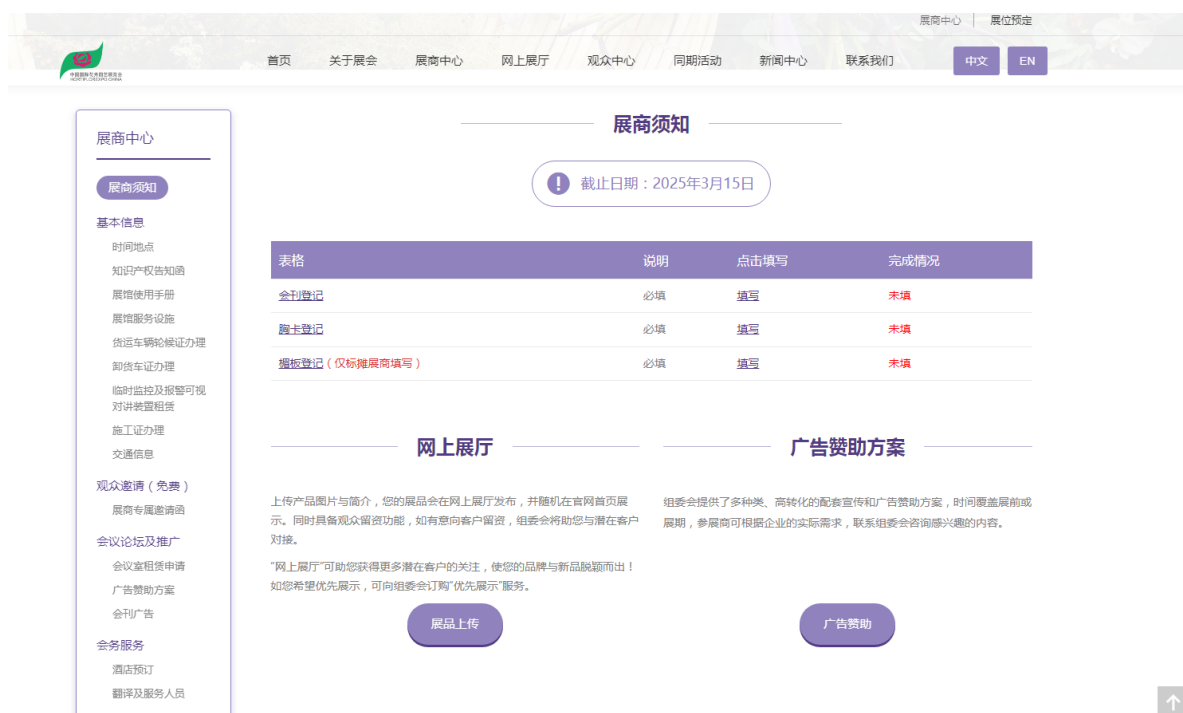 展商中心 展位预定
中国国际花卉园艺展览会
HORTIFLOREXPO CHINA
首页 关于展会 展商中心 网上展厅 观众中心 同期活动 新闻中心 联系我们 中文 EN
展商中心
展商须知
基本信息
时间地点
知识产权告知函
展馆使用手册
展馆服务设施
货运车辆轮候证办理
卸货车证办理
临时监控及报警可视
对讲装置租赁
施工证办理
交通信息
观众邀请（免费）
展商专属邀请函
会议论坛及推广
会议室租赁申请
广告赞助方案
会刊广告
会务服务
酒店预订
翻译及服务人员
展商须知
截止日期：2025年3月15日
表格 说明 点击填写 完成情况
会刊登记 必填 填写 未填
胸卡登记 必填 填写 未填
楣板登记（仅标摊展商填写） 必填 填写 未填
网上展厅
上传产品图片与简介，您的展品会在网上展厅发布，并随机在官网首页展
示。同时具备观众留资功能，如有意向客户留资，组委会将助您与潜在客户
对接。
“网上展厅”可助您获得更多潜在客户的关注，使您的品牌与新品脱颖而出！
如您希望优先展示，可向组委会订购“优先展示”服务。
展品上传
广告赞助方案
组委会提供了多种类、高转化的配套宣传和广告赞助方案，时间覆盖展前或
展期，参展商可根据企业的实际需求，联系组委会咨询感兴趣的内容。
广告赞助